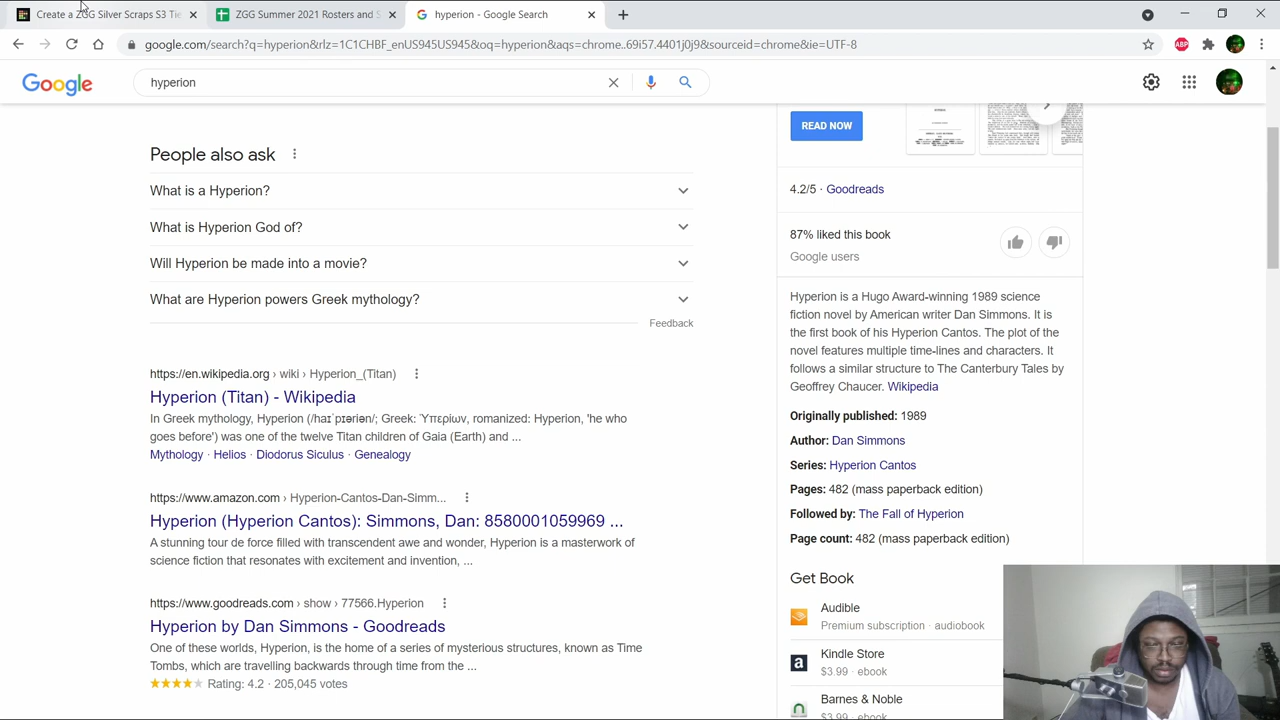 Create a ZGG Silver Scraps S3 Tie
ZGG Summer 2021 Rosters and S
hyperion - Google Search
google.com/search?q=hyperion&rlz=1C1CHBF_enUS945US945&oq=hyperion&aqs=chrome..69i57.4401j0j9&sourceid=chrome&ie=UTF-8
ABP
Google
hyperion
People also ask
What is a Hyperion?
What is Hyperion God of?
Will Hyperion be made into a movie?
What are Hyperion powers Greek mythology?
Feedback
https://en.wikipedia.org › wiki › Hyperion_(Titan)
Hyperion (Titan) - Wikipedia
In Greek mythology, Hyperion (/haɪˈpɪəriən/; Greek: Ὑπερίων, romanized: Hyperion, 'he who
goes before') was one of the twelve Titan children of Gaia (Earth) and ...
Mythology · Helios · Diodorus Siculus · Genealogy
https://www.amazon.com › Hyperion-Cantos-Dan-Simm...
Hyperion (Hyperion Cantos): Simmons, Dan: 8580001059969 ...
A stunning tour de force filled with transcendent awe and wonder, Hyperion is a masterwork of
science fiction that resonates with excitement and invention, ...
https://www.goodreads.com › show › 77566.Hyperion
Hyperion by Dan Simmons - Goodreads
One of these worlds, Hyperion, is the home of a series of mysterious structures, known as Time
Tombs, which are travelling backwards through time from the ...
Rating: 4.2 · 205,045 votes
READ NOW
4.2/5 · Goodreads
87% liked this book
Google users
Hyperion is a Hugo Award-winning 1989 science
fiction novel by American writer Dan Simmons. It is
the first book of his Hyperion Cantos. The plot of the
novel features multiple time-lines and characters. It
follows a similar structure to The Canterbury Tales by
Geoffrey Chaucer. Wikipedia
Originally published: 1989
Author: Dan Simmons
Series: Hyperion Cantos
Pages: 482 (mass paperback edition)
Followed by: The Fall of Hyperion
Page count: 482 (mass paperback edition)
Get Book
Audible
Premium subscription · audiobook
Kindle Store
$3.99 · ebook
Barnes & Noble
$3.99 · ebook